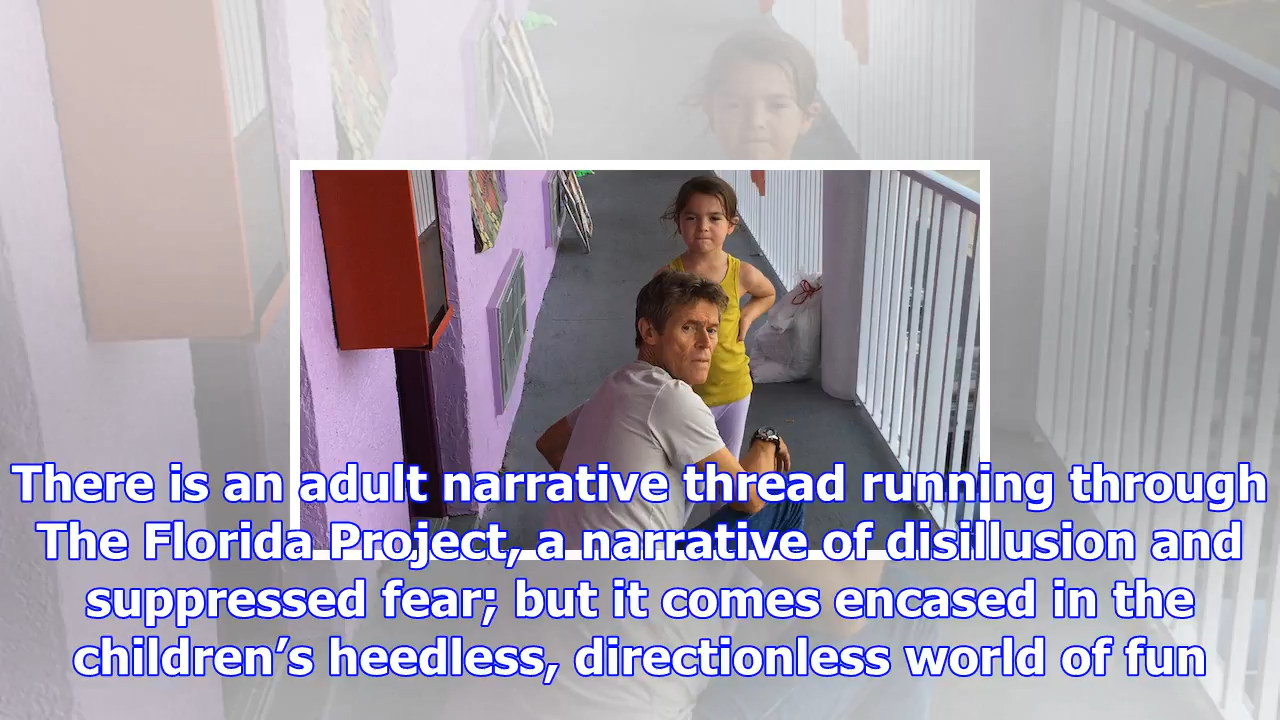 There is an adult narrative thread running through
The Florida Project, a narrative of disillusion and
suppressed fear; but it comes encased in the
children’s heedless, directionless world of fun